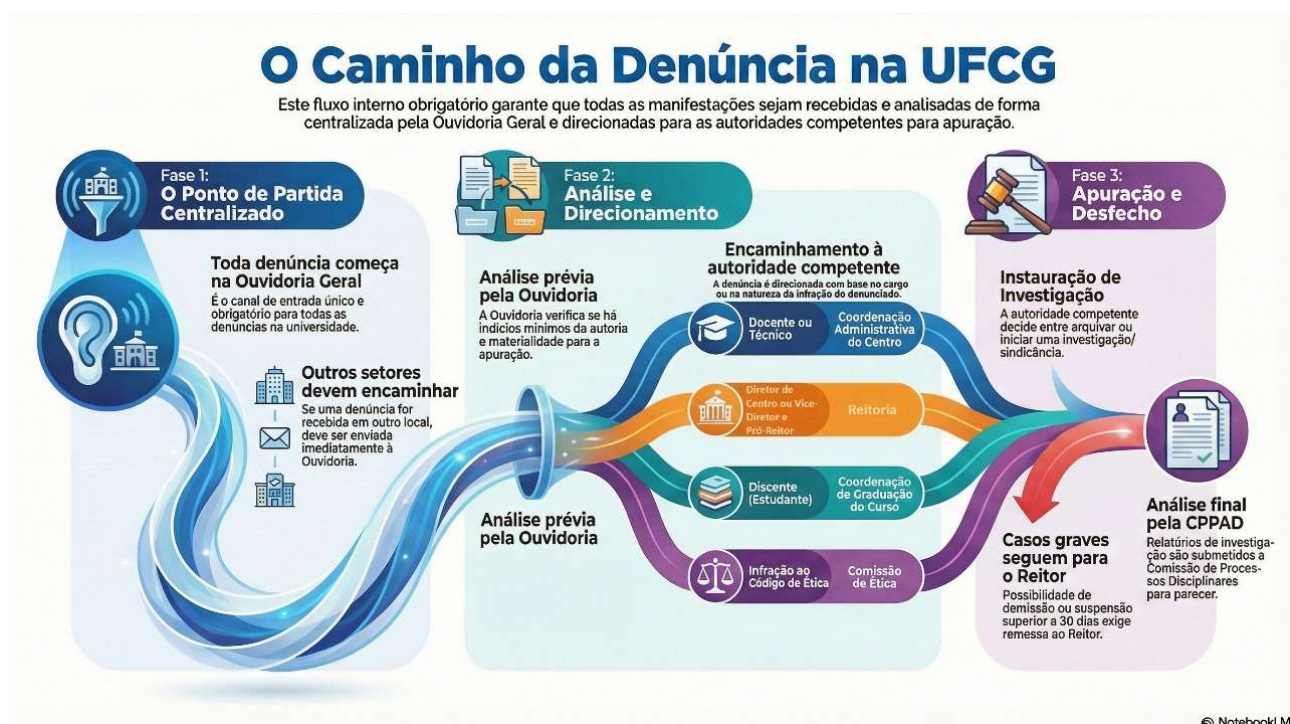 O Caminho da Denúncia na UFCG
Este fluxo interno obrigatório garante que todas as manifestações sejam recebidas e analisadas de forma
centralizada pela Ouvidoria Geral e direcionadas para as autoridades competentes para apuração.
Fase 1:
O Ponto de Partida
Centralizado
Toda denúncia começa
na Ouvidoria Geral
É o canal de entrada único e
obrigatório para todas as
denúncias na universidade.
Outros setores
devem encaminhar
Se uma denúncia for
recebida em outro local,
deve ser enviada
imediatamente à
Ouvidoria.
Fase 2:
Análise e
Direcionamento
Análise prévia
pela Ouvidoria
A Ouvidoria verifica se há
indícios mínimos da autoria
e materialidade para a
apuração.
Análise prévia
pela Ouvidoria
Encaminhamento à
autoridade competente
A denúncia é direcionada com base no cargo
ou na natureza da infração do denunciado.
Docente ou
Técnico
Coordenação
Administrativa
do Centro
Diretor de
Centro ou Vice-
Diretor e
Pró-Reitor
Reitoria
Discente
(Estudante)
Coordenação
de Graduação
do Curso
Infração ao
Código de Ética
Comissão
de Ética
Fase 3:
Apuração e
Desfecho
Instauração de
Investigação
A autoridade competente
decide entre arquivar ou
iniciar uma investigação/
sindicância.
Casos graves
seguem para
o Reitor
Possibilidade de
demissão ou suspensão
superior a 30 dias exige
remessa ao Reitor.
Análise final
pela CPPAD
Relatórios de investiga-
ção são submetidos a
Comissão de Proces-
sos Disciplinares
para parecer.
NotebookLM